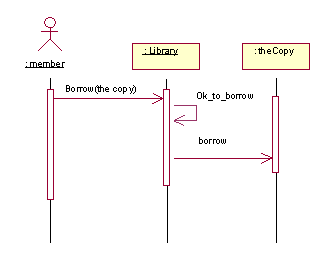 : member
: Library
: theCopy
Borrow(the copy)
Ok_to_borrow
borrow